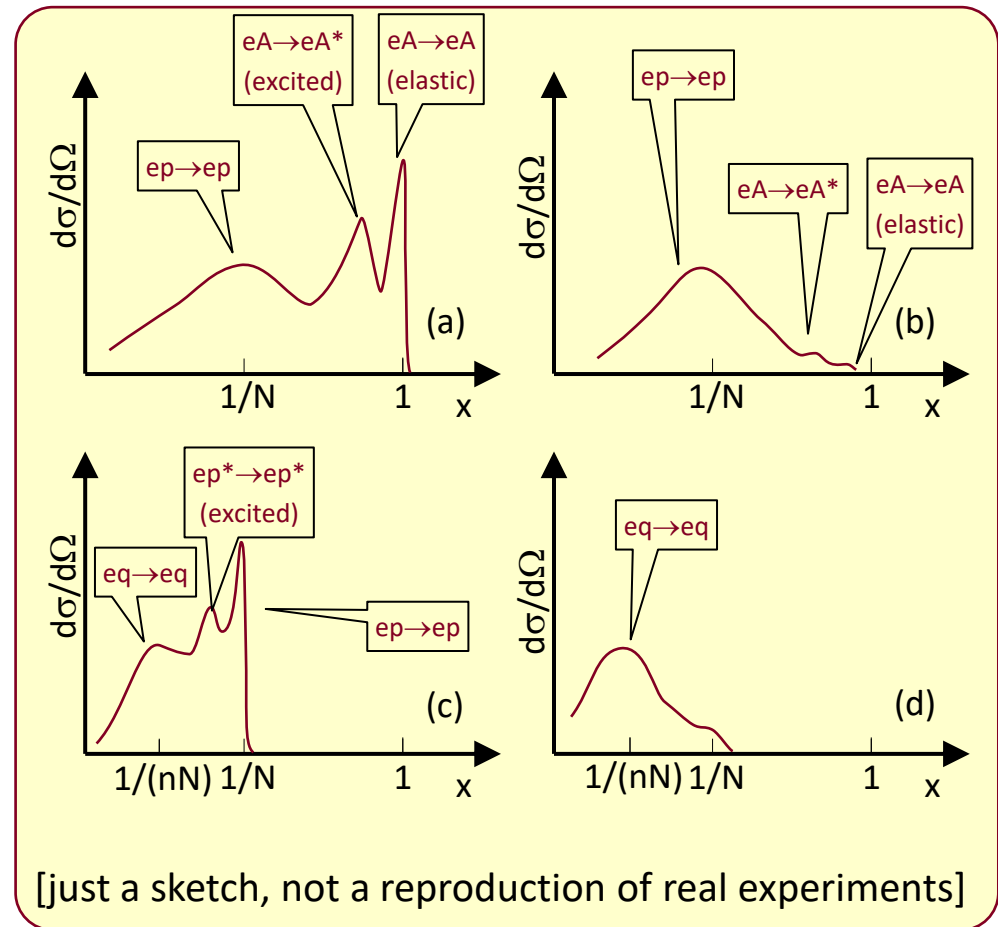 eA→eA*
(excited)
eA→eA
(elastic)
ep→ep
dσ/dΩ
(a)
1/N
1
x
ep→ep
eA→eA*
eA→eA
(elastic)
dσ/dΩ
(b)
1/N
1
x
ep*→ep*
(excited)
eq→eq
ep→ep
dσ/dΩ
(c)
1/(nN)
1/N
1
x
eq→eq
dσ/dΩ
(d)
1/(nN)
1/N
1
x
[just a sketch, not a reproduction of real experiments]